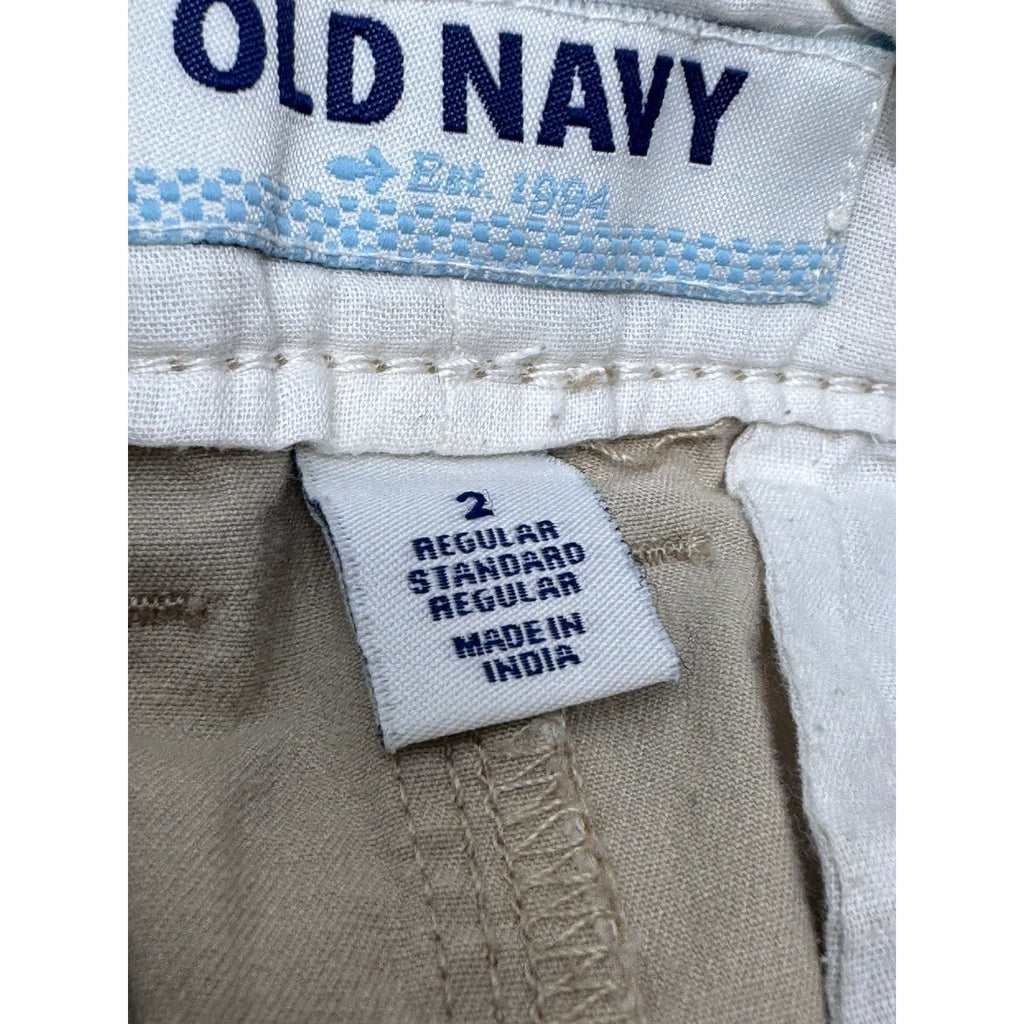 OLD NAVY
Est. 1994
2
REGULAR
STANDARD
REGULAR
MADE IN
INDIA